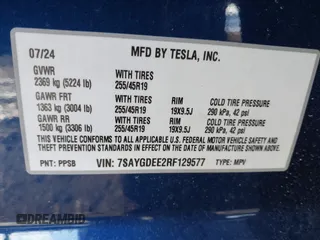 07/24 MFD BY TESLA, INC.
GVWR
2369 kg (5224 lb) WITH TIRES 255/45R19
GAWR FRT
1363 kg (3004 lb) WITH TIRES 255/45R19 RIM 19X9.5J COLD TIRE PRESSURE 290 kPa, 42 psi
GAWR RR
1500 kg (3306 lb) WITH TIRES 255/45R19 RIM 19X9.5J COLD TIRE PRESSURE 290 kPa, 42 psi
THIS VEHICLE CONFORMS TO ALL APPLICABLE FEDERAL MOTOR VEHICLE SAFETY AND
THEFT PREVENTION STANDARDS IN EFFECT ON THE DATE OF MANUFACTURE SHOWN
ABOVE.
PNT: PPSB VIN: 7SAYGDEE2RF129577 TYPE: MPV